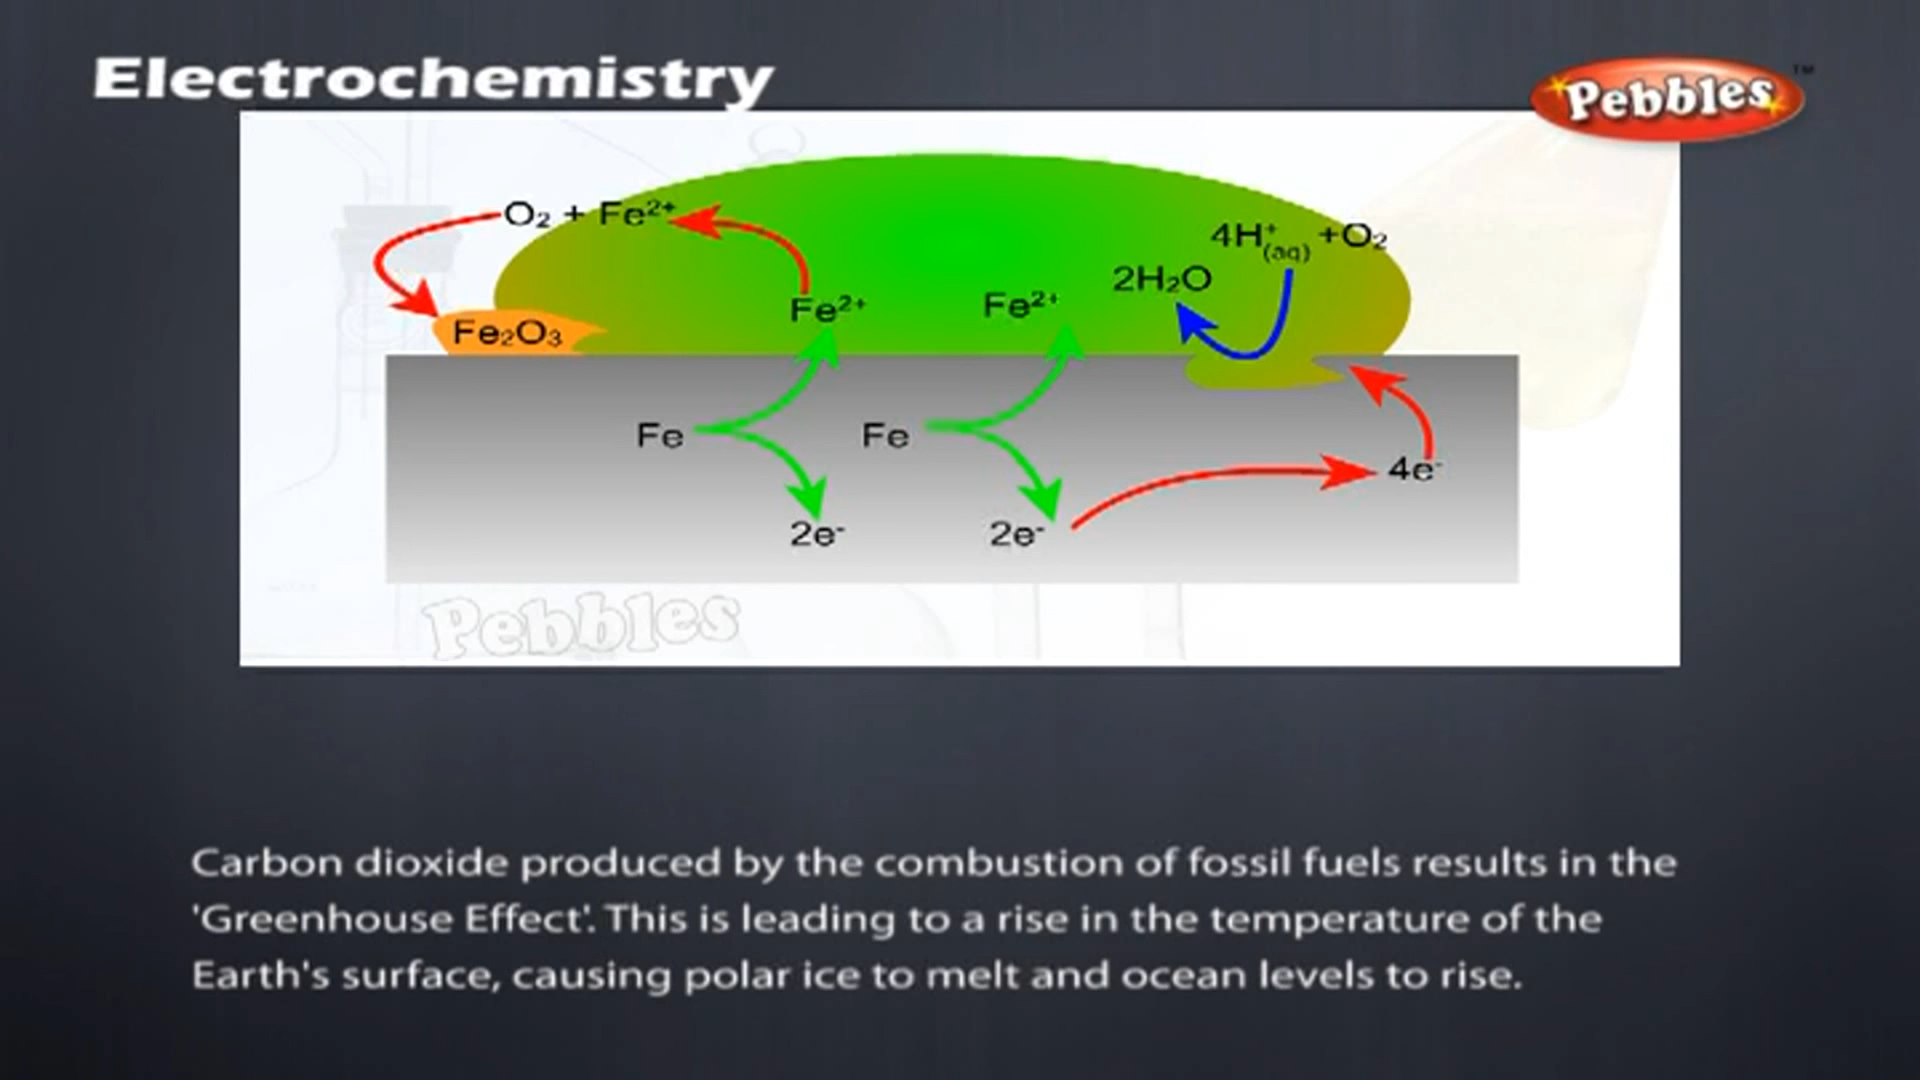 Electrochemistry
Pebbles™
O₂ + Fe²⁺
4H⁺(aq) +O₂
2H₂O
Fe²⁺
Fe²⁺
Fe₂O₃
Fe
Fe
4e⁻
2e⁻
2e⁻
Pebbles
Carbon dioxide produced by the combustion of fossil fuels results in the
'Greenhouse Effect'. This is leading to a rise in the temperature of the
Earth's surface, causing polar ice to melt and ocean levels to rise.